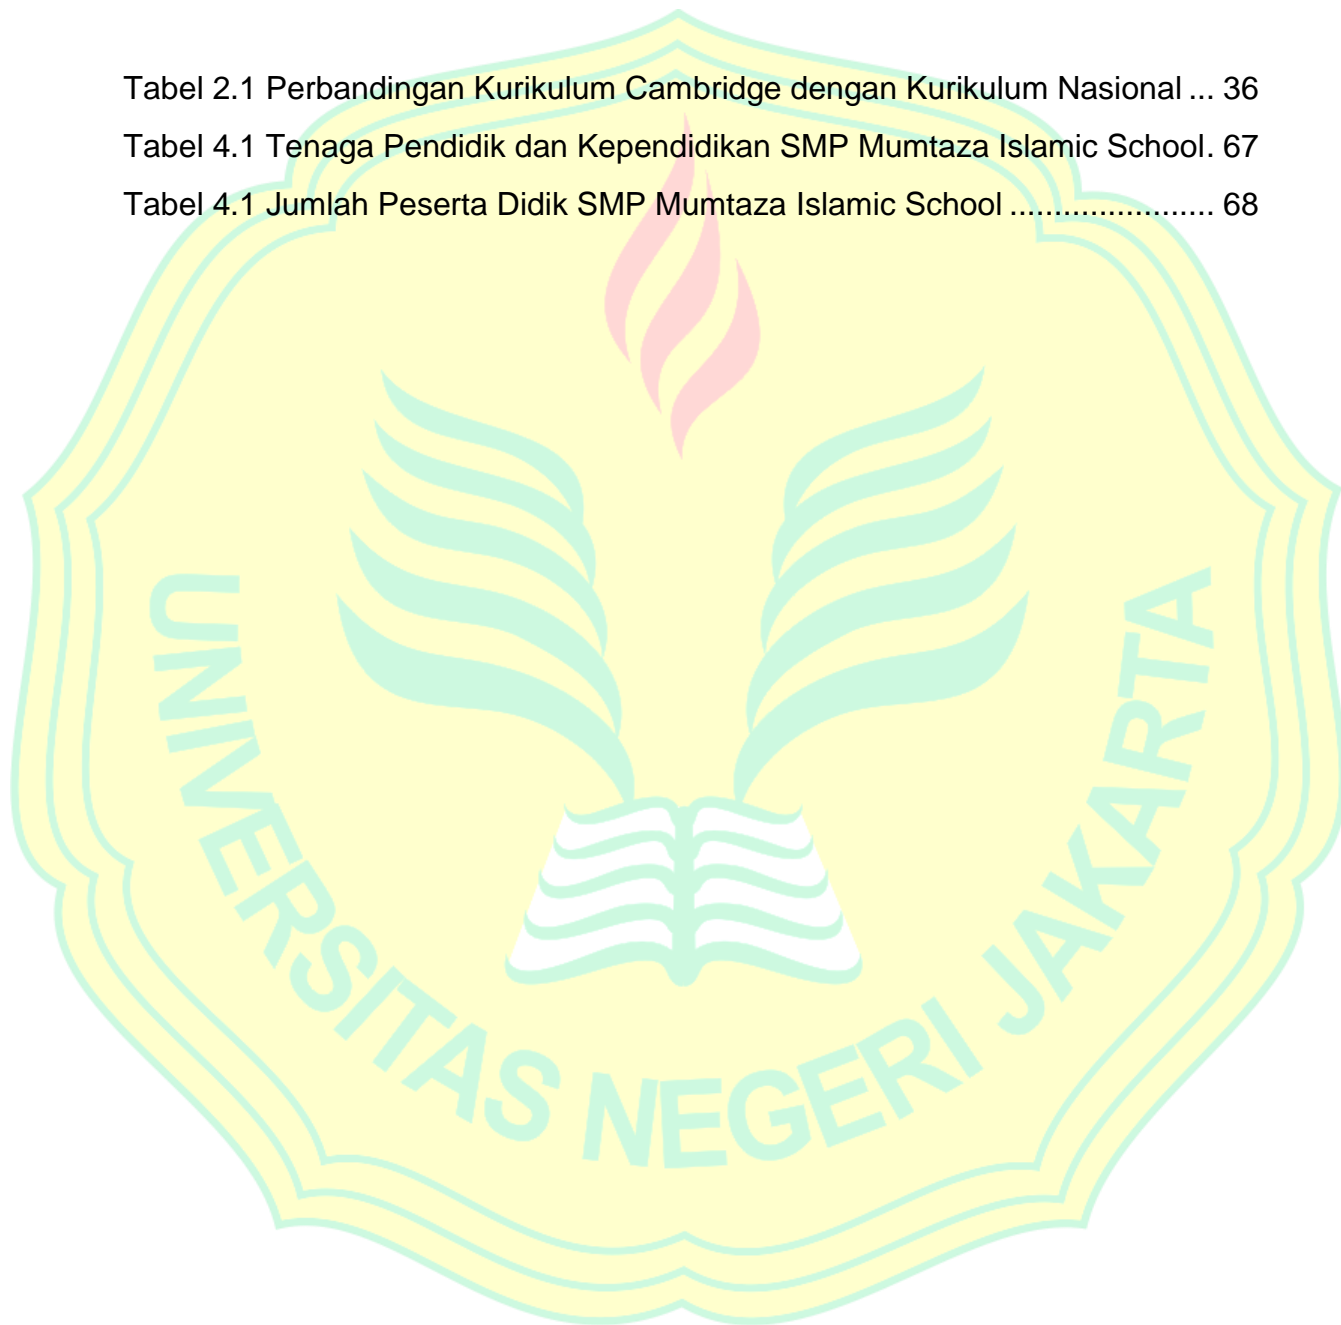 Tabel 2.1 Perbandingan Kurikulum Cambridge dengan Kurikulum Nasional ... 36
Tabel 4.1 Tenaga Pendidik dan Kependidikan SMP Mumtaza Islamic School. 67
Tabel 4.1 Jumlah Peserta Didik SMP Mumtaza Islamic School ....................... 68
UNIVERSITAS NEGERI JAKARTA